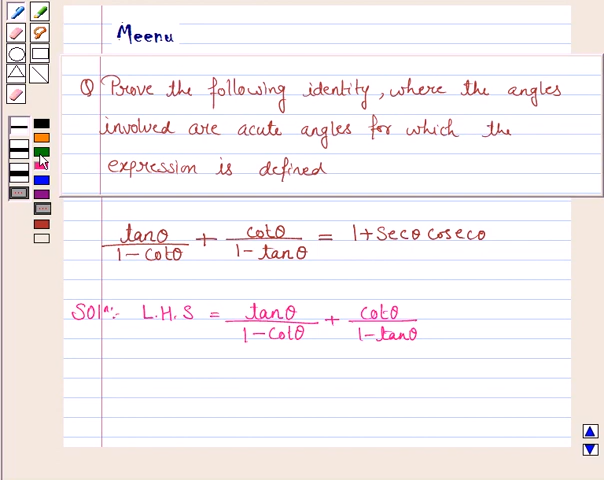 Meenu
Q Prove the following identity, where the angles
involved are acute angles for which the
expression is defined
tanθ/1-cotθ + cotθ/1-tanθ = 1+secθ cosecθ
Solⁿ:- L.H.S = tanθ/1-cotθ + cotθ/1-tanθ